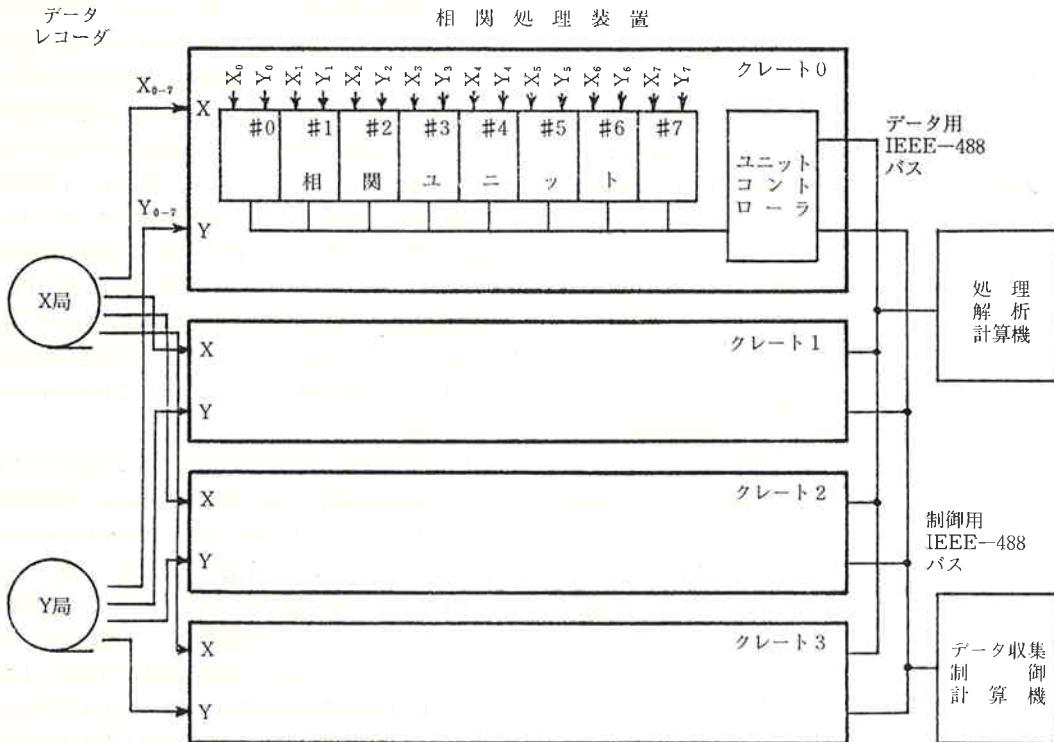 データ
レコーダ
相関処理装置
クレート0
X₀ Y₀ X₁ Y₁ X₂ Y₂ X₃ Y₃ X₄ Y₄ X₅ Y₅ X₆ Y₆ X₇ Y₇
X₀₋₇
X
#0 #1 #2 #3 #4 #5 #6 #7
相関ユニット
ユニット
コント
ローラ
データ用
IEEE-488
バス
Y₀₋₇
Y
X局
処理
解析
計算機
クレート1
X
Y
クレート2
X
Y
制御用
IEEE-488
バス
Y局
クレート3
X
Y
データ収集
制御
計算機